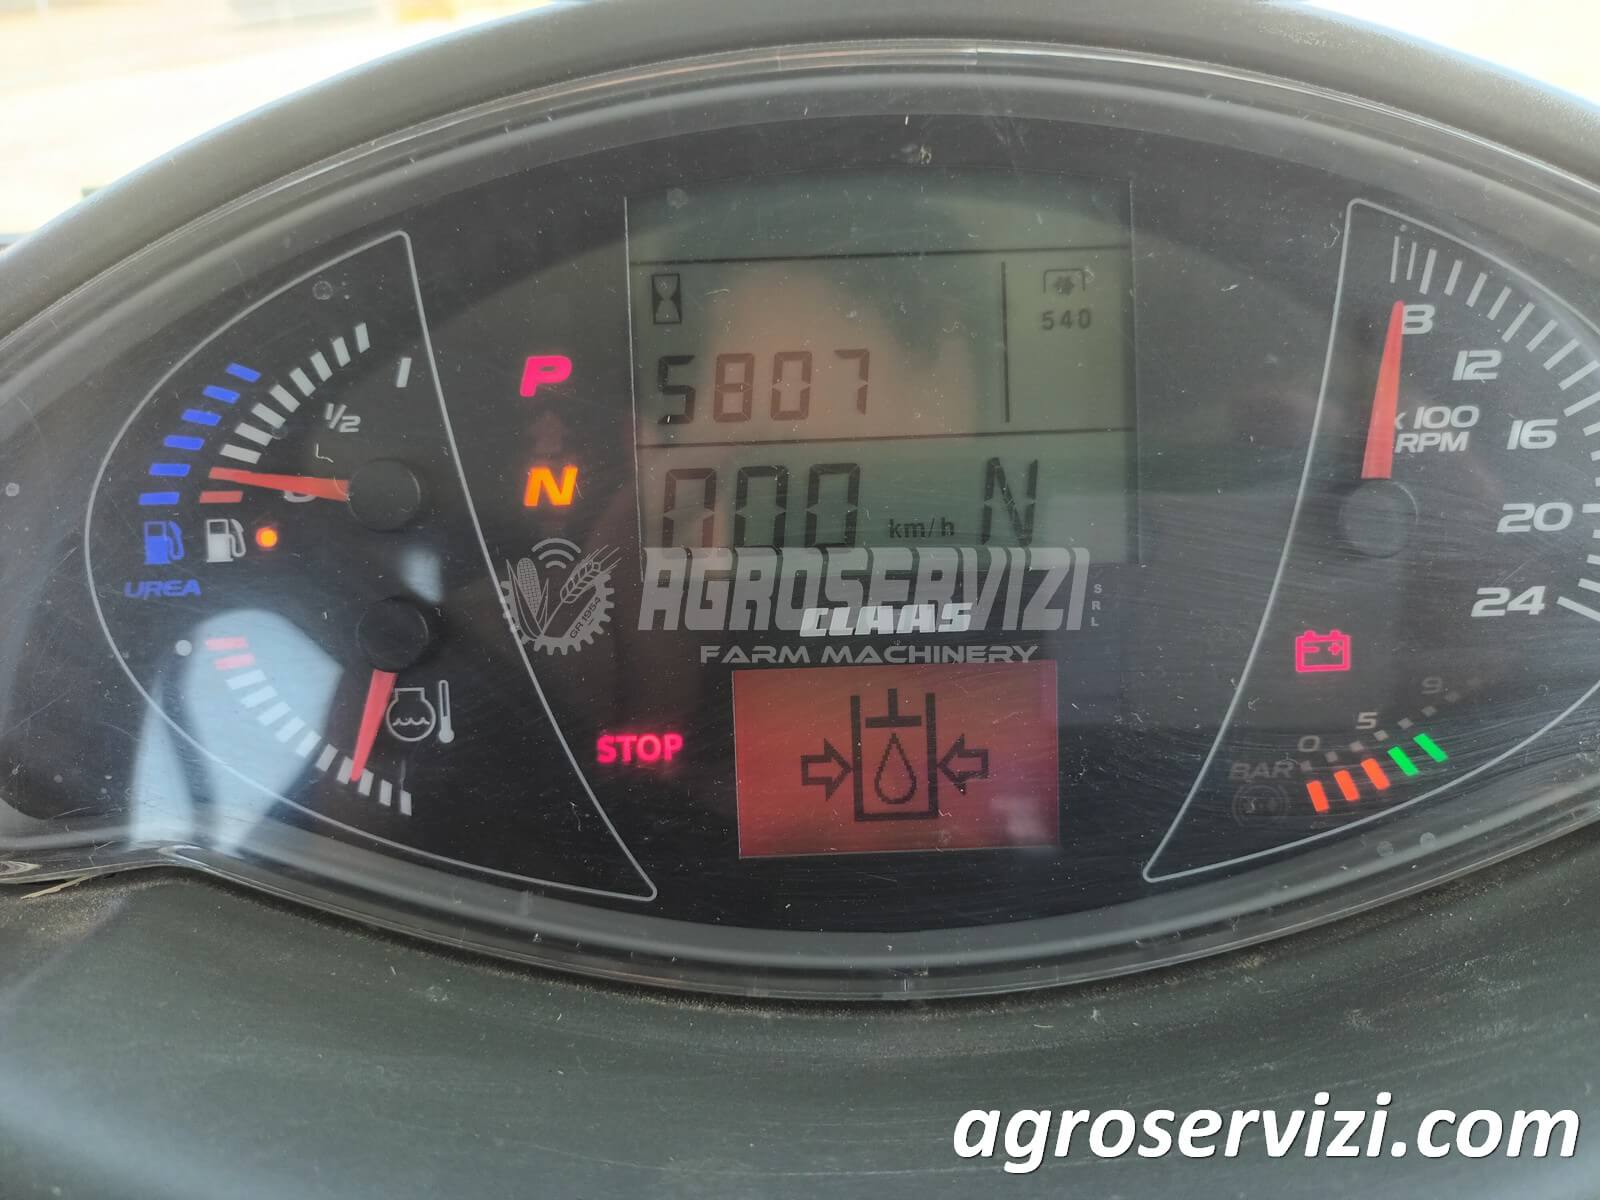 540
5807
P
1
1/2
N
000 km/h N
0
UREA
8
12
x 100
RPM
16
20
24
AGROSERVIZI SRL
GR 1954
CLAAS
FARM MACHINERY
STOP
9
5
0
BAR
agroservizi.com